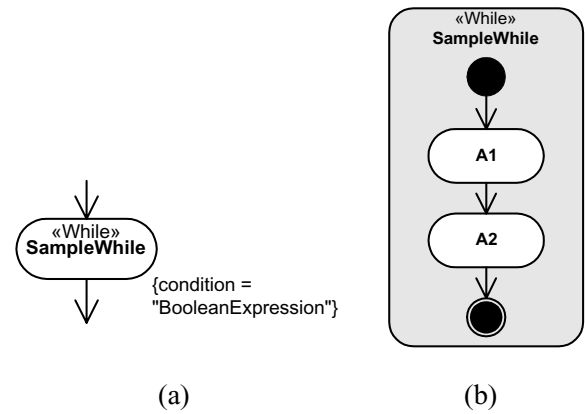 «While»
SampleWhile
{condition =
"BooleanExpression"}
(a)
«While»
SampleWhile
A1
A2
(b)